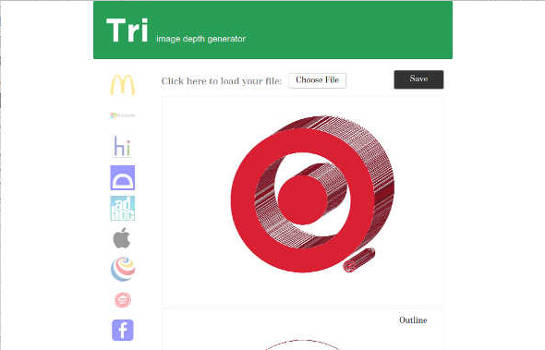 Tri image depth generator
Click here to load your file: Choose File Save
hi
ad
Outline